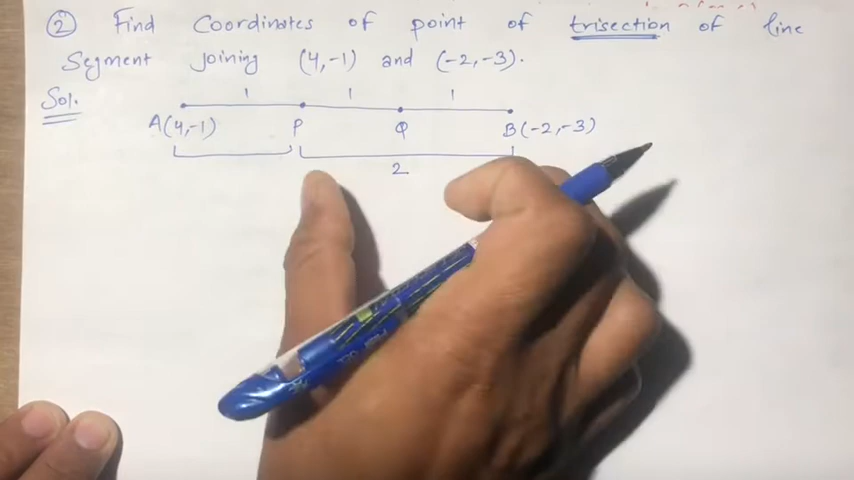 2 Find Coordinates of point of trisection of line
Segment joining (4,-1) and (-2,-3).
Sol.
1 1 1
A(4,-1) P Q B(-2,-3)
2